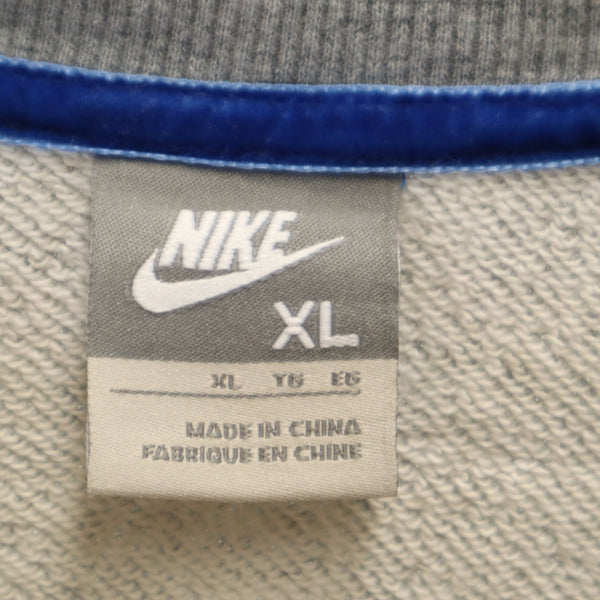 NIKE
XL
XL TG EG
MADE IN CHINA
FABRIQUE EN CHINE